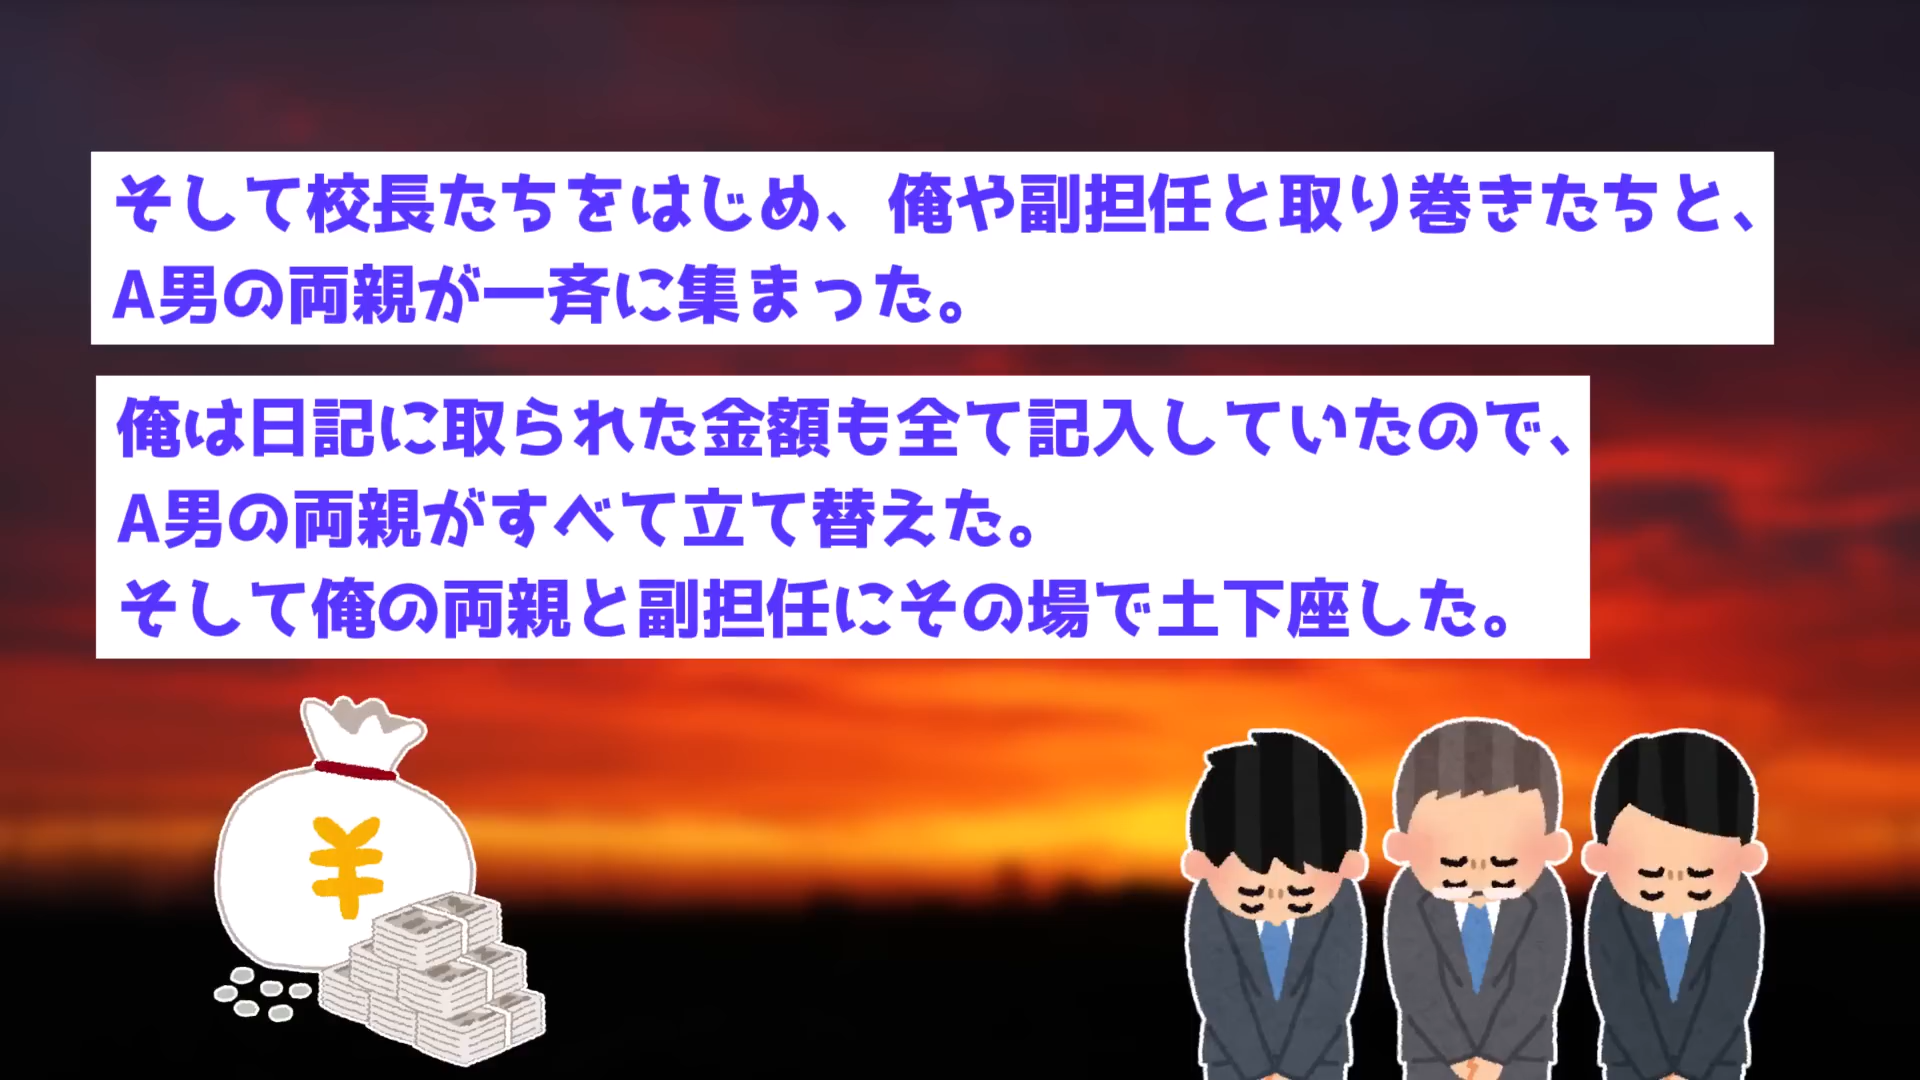 そして校長たちをはじめ、俺や副担任と取り巻きたちと、
A男の両親が一斉に集まった。
俺は日記に取られた金額も全て記入していたので、
A男の両親がすべて立て替えた。
そして俺の両親と副担任にその場で土下座した。
¥